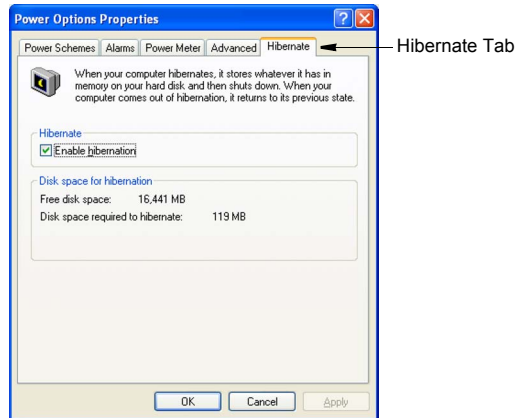 Power Options Properties
Power Schemes Alarms Power Meter Advanced Hibernate
Hibernate Tab
When your computer hibernates, it stores whatever it has in
memory on your hard disk and then shuts down. When your
computer comes out of hibernation, it returns to its previous state.
Hibernate
Enable hibernation
Disk space for hibernation
Free disk space: 16,441 MB
Disk space required to hibernate: 119 MB
OK Cancel Apply